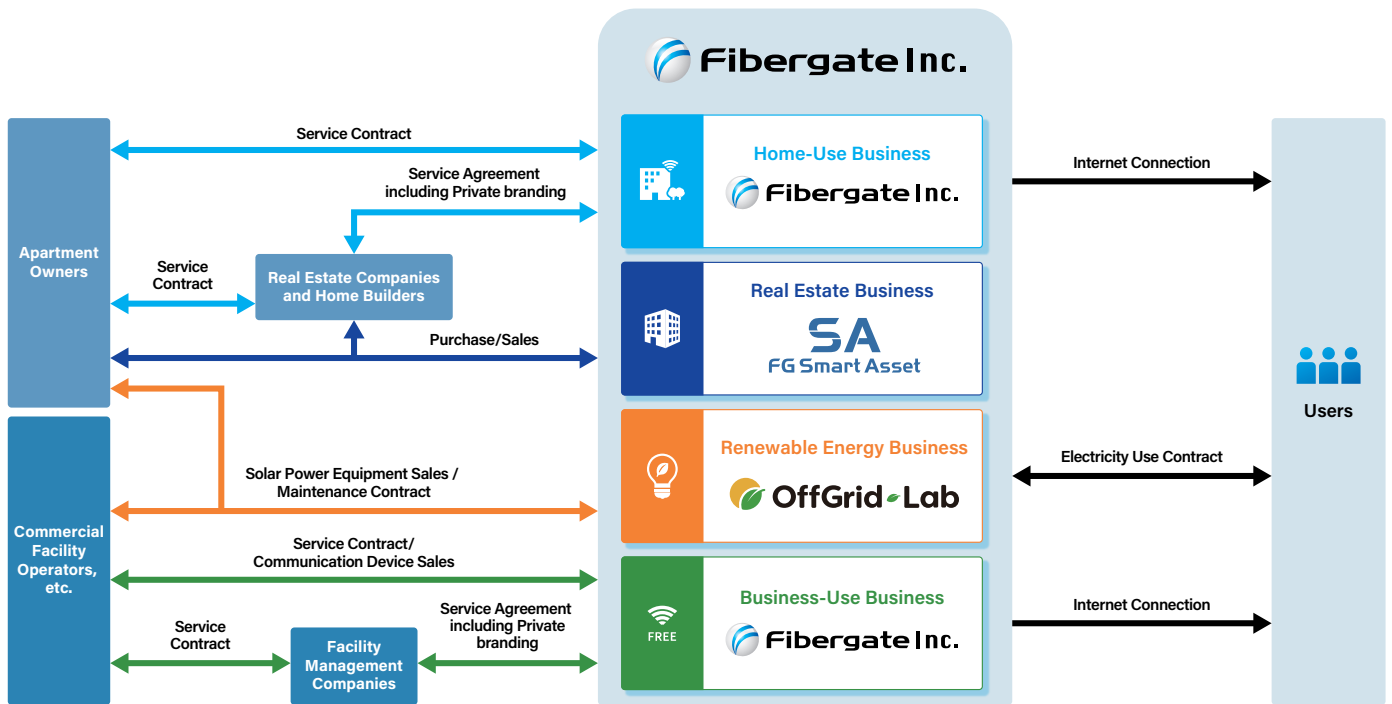 Fibergate Inc.
Apartment
Owners
Commercial
Facility
Operators,
etc.
Service Contract
Service Agreement
including Private branding
Service
Contract
Real Estate Companies
and Home Builders
Purchase/Sales
Solar Power Equipment Sales /
Maintenance Contract
Service Contract/
Communication Device Sales
Service
Contract
Facility
Management
Companies
Service Agreement
including Private
branding
Home-Use Business
Fibergate Inc.
Real Estate Business
SA
FG Smart Asset
Renewable Energy Business
OffGrid-Lab
FREE
Business-Use Business
Fibergate Inc.
Internet Connection
Electricity Use Contract
Internet Connection
Users